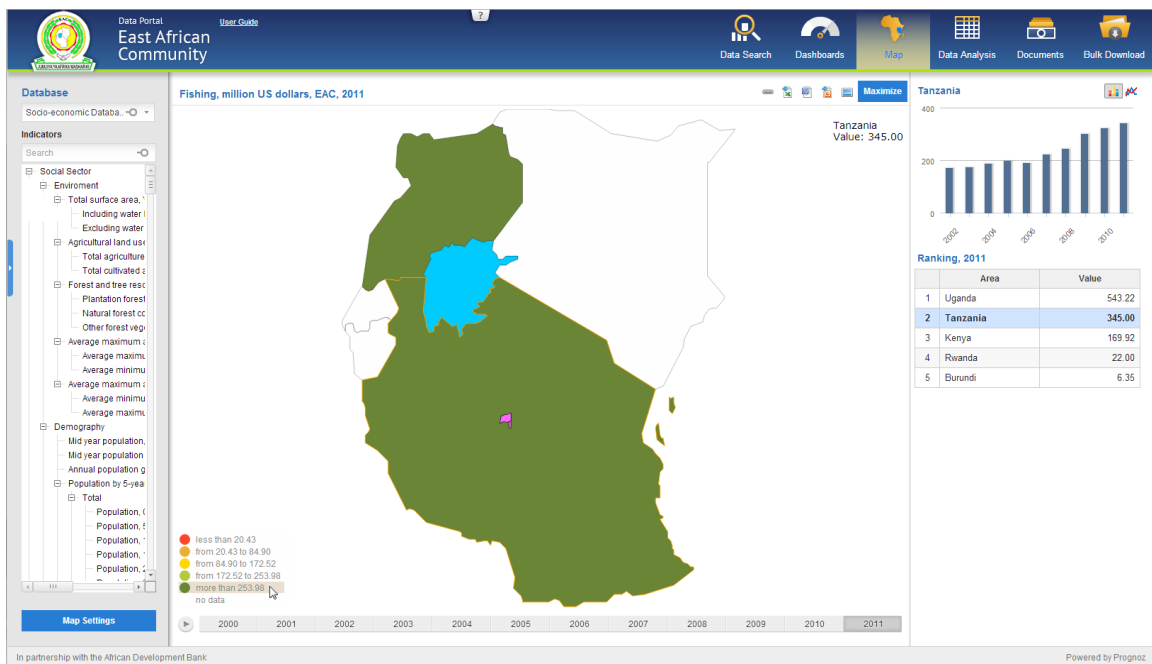 Data Portal
User Guide
East African
Community
?
Data Search
Dashboards
Map
Data Analysis
Documents
Bulk Download
Database
Socio-economic Databa..
Indicators
Search
Social Sector
Enviroment
Total surface area, '
Including water
Excluding water
Agricultural land use
Total agriculture
Total cultivated a
Forest and tree reso
Plantation forest
Natural forest co
Other forest vege
Average maximum a
Average maximu
Average minimu
Average maximum a
Average minimu
Average maximu
Demography
Mid year population,
Mid year population
Annual population g
Population by 5-yea
Total
Population, 0
Population, 5
Population, 1
Population, 1
Population, 2
Map Settings
Fishing, million US dollars, EAC, 2011
Maximize
Tanzania
Value: 345.00
less than 20.43
from 20.43 to 84.90
from 84.90 to 172.52
from 172.52 to 253.98
more than 253.98
no data
2000 2001 2002 2003 2004 2005 2006 2007 2008 2009 2010 2011
Tanzania
400
200
0
2002 2004 2006 2008 2010
Ranking, 2011
Area Value
1 Uganda 543.22
2 Tanzania 345.00
3 Kenya 169.92
4 Rwanda 22.00
5 Burundi 6.35
In partnership with the African Development Bank
Powered by Prognoz